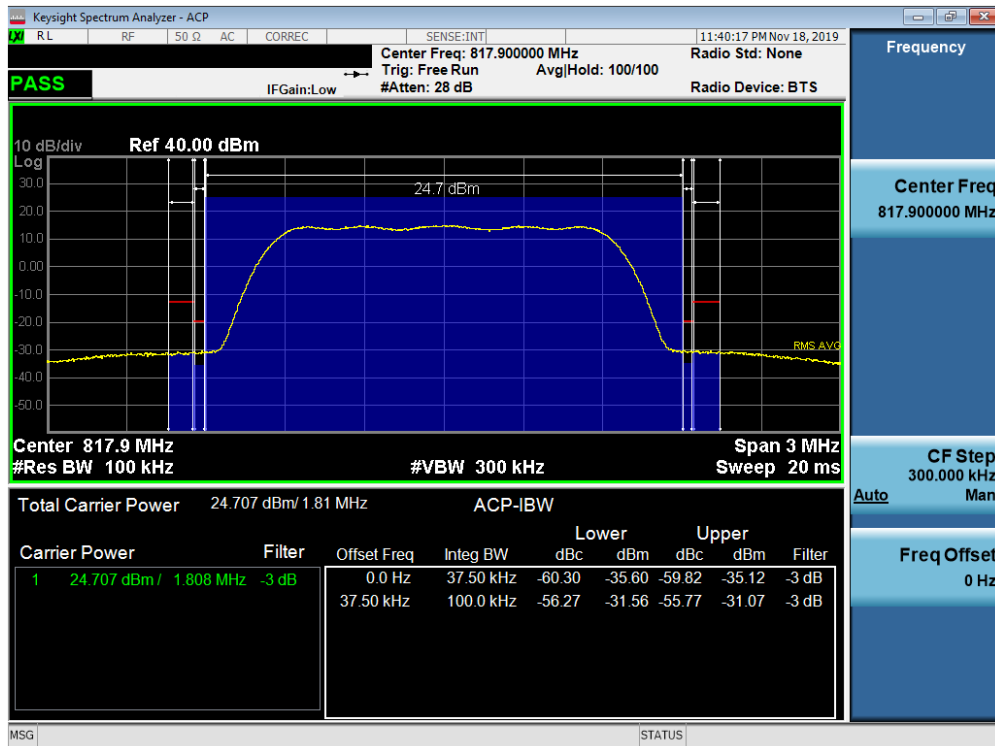 Keysight Spectrum Analyzer - ACP
LXI RL RF 50 Ω AC CORREC SENSE:INT 11:40:17 PM Nov 18, 2019
Center Freq: 817.900000 MHz Radio Std: None
Trig: Free Run Avg|Hold: 100/100
PASS IFGain:Low #Atten: 28 dB Radio Device: BTS
10 dB/div Ref 40.00 dBm
Log
30.0
24.7 dBm
20.0
10.0
0.00
-10.0
-20.0
-30.0
RMS AVG
-40.0
-50.0
Center 817.9 MHz Span 3 MHz
#Res BW 100 kHz #VBW 300 kHz Sweep 20 ms
Total Carrier Power 24.707 dBm/ 1.81 MHz ACP-IBW
Lower Upper
Carrier Power Filter Offset Freq Integ BW dBc dBm dBc dBm Filter
1 24.707 dBm / 1.808 MHz -3 dB 0.0 Hz 37.50 kHz -60.30 -35.60 -59.82 -35.12 -3 dB
37.50 kHz 100.0 kHz -56.27 -31.56 -55.77 -31.07 -3 dB
MSG STATUS
Frequency
Center Freq
817.900000 MHz
CF Step
300.000 kHz
Auto Man
Freq Offset
0 Hz